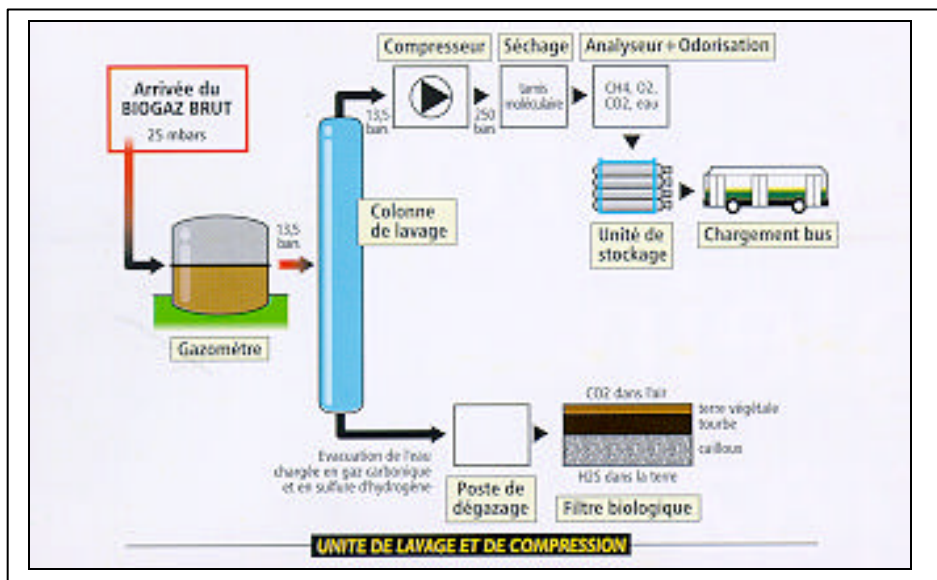 Compresseur
Séchage
Analyseur + Odorisation
Arrivée du
BIOGAZ BRUT
25 mbars
13,5
ban.
250
ban.
tamis
moléculaire
CH4, O2,
CO2, eau
13,5
ban.
Colonne
de lavage
Unité de
stockage
Chargement bus
Gazomètre
CO2 dans l'air
terre végétale
tourbe
cailloux
H2S dans la terre
Evacuation de l'eau
chargée en gaz carbonique
et en sulfure d'hydrogène
Poste de
dégazage
Filtre biologique
UNITE DE LAVAGE ET DE COMPRESSION